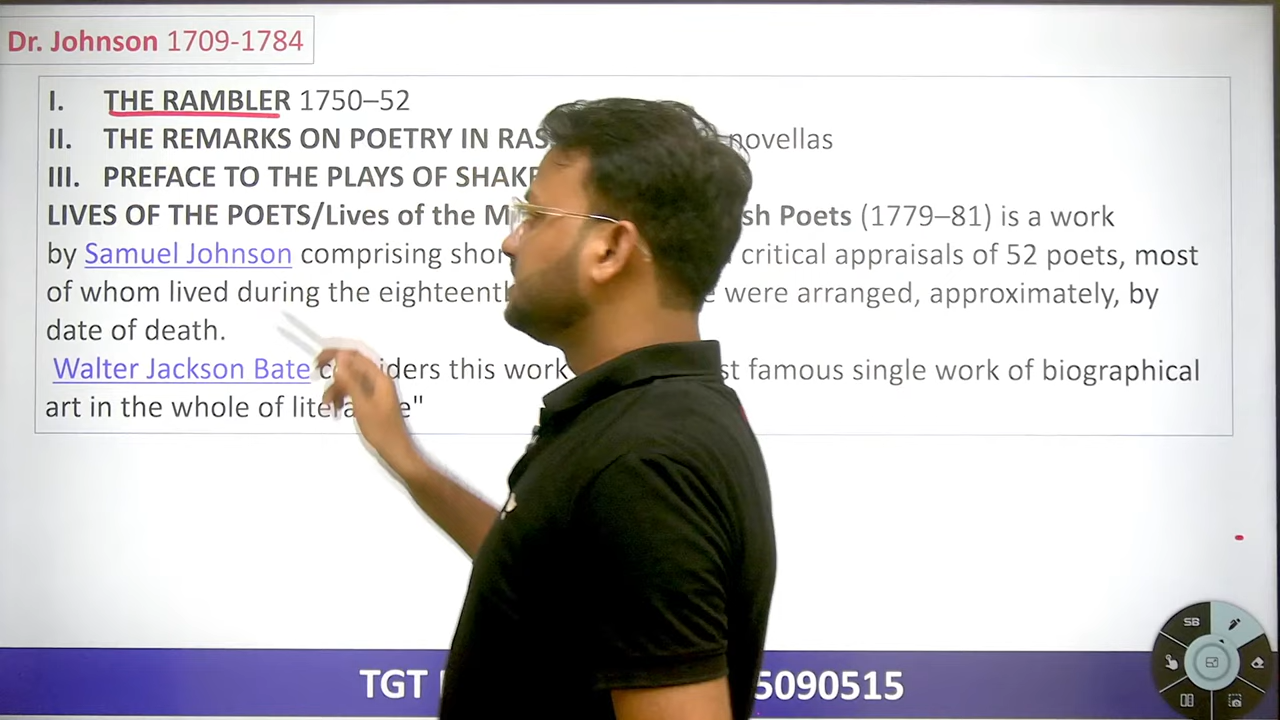 Dr. Johnson 1709-1784
I. THE RAMBLER 1750–52
II. THE REMARKS ON POETRY IN RAS novellas
III. PREFACE TO THE PLAYS OF SHAKE
LIVES OF THE POETS/Lives of the M sh Poets (1779–81) is a work
by Samuel Johnson comprising shor critical appraisals of 52 poets, most
of whom lived during the eighteent e were arranged, approximately, by
date of death.
Walter Jackson Bate considers this work st famous single work of biographical
art in the whole of literature"
TGT 5090515
SB